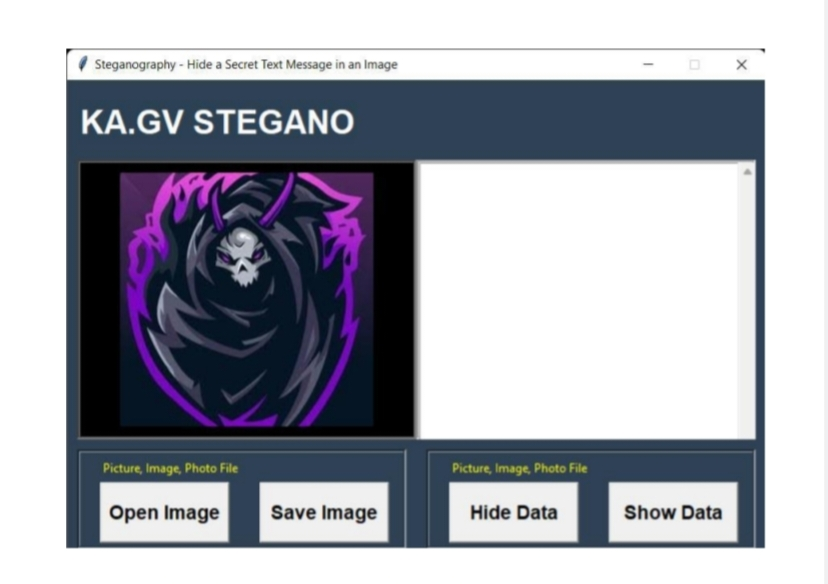 Steganography - Hide a Secret Text Message in an Image
KA.GV STEGANO
Picture, Image, Photo File
Open Image
Save Image
Picture, Image, Photo File
Hide Data
Show Data